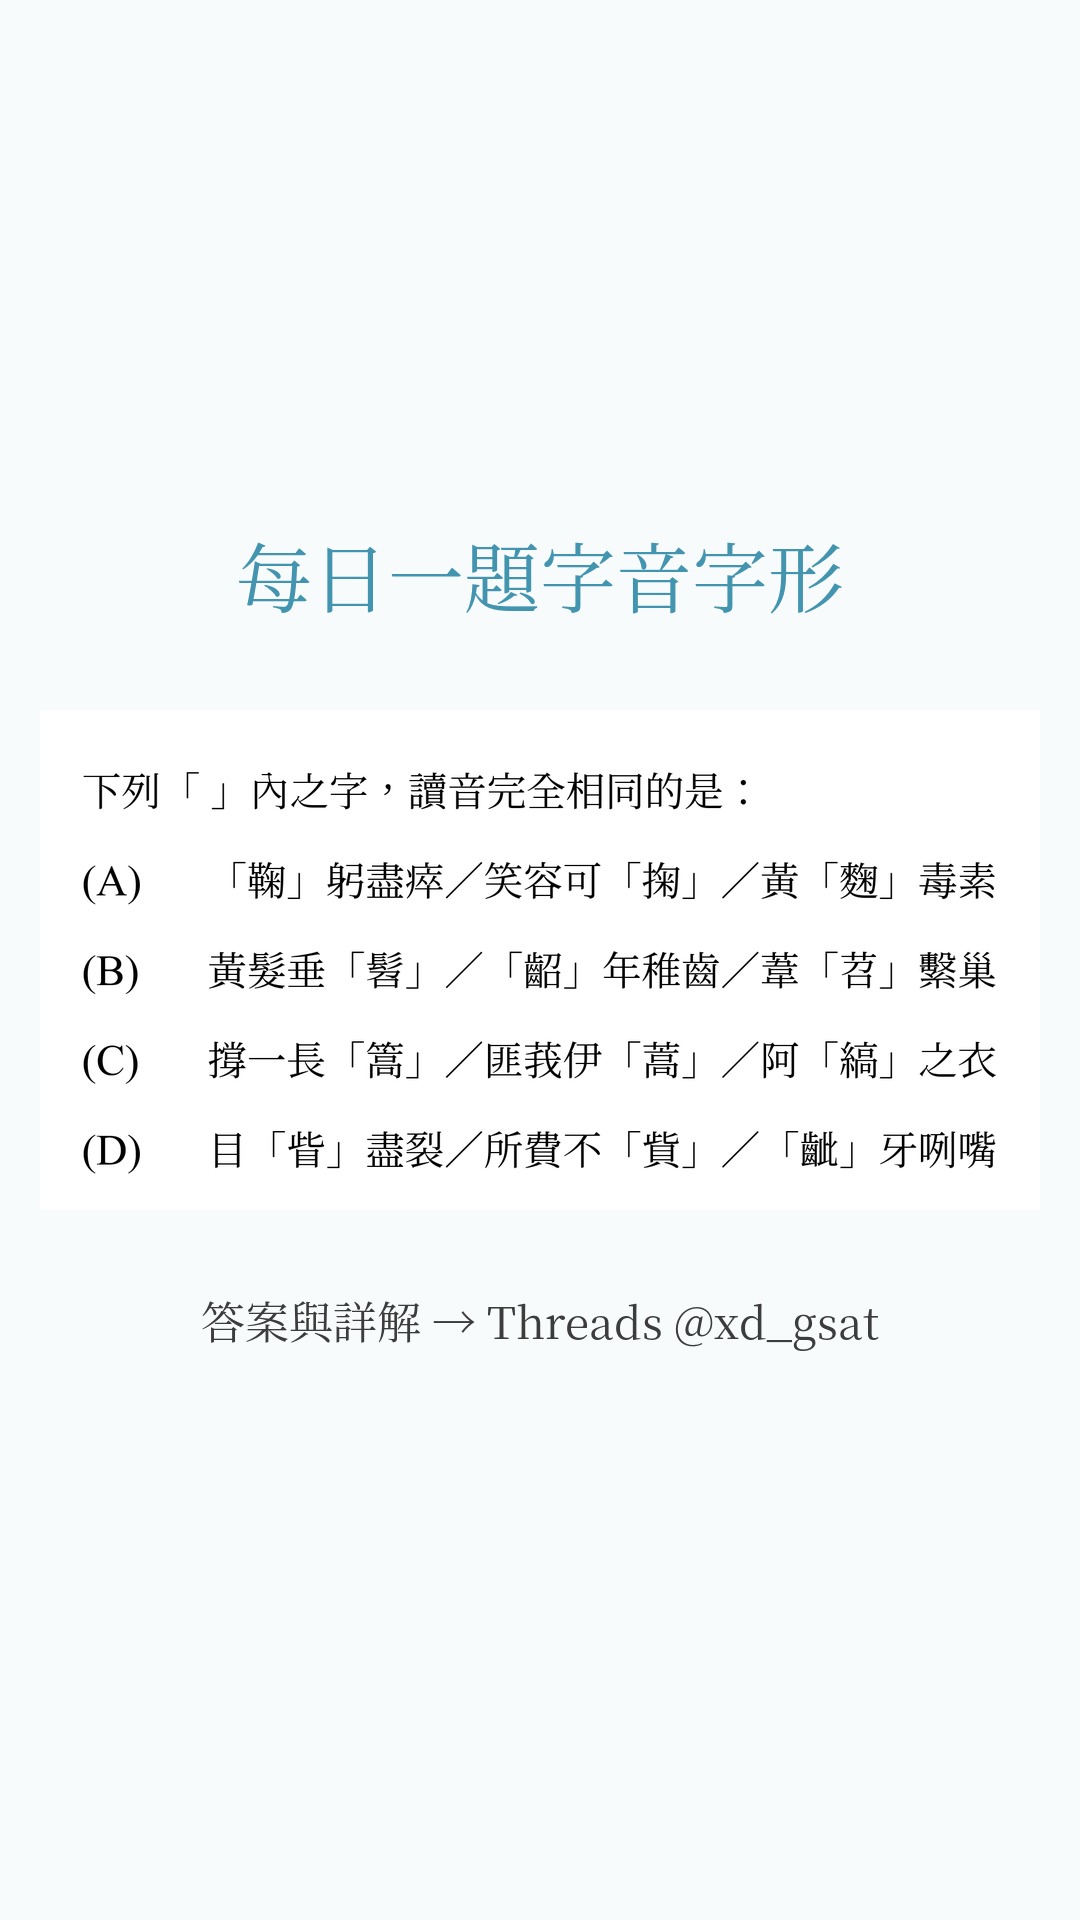 每日一題字音字形
下列「 」內之字，讀音完全相同的是：
(A) 「鞠」躬盡瘁／笑容可「掬」／黃「麴」毒素
(B) 黃髮垂「髫」／「齠」年稚齒／葦「苕」繫巢
(C) 撐一長「篙」／匪莪伊「蒿」／阿「縞」之衣
(D) 目「眥」盡裂／所費不「貲」／「齜」牙咧嘴
答案與詳解 → Threads @xd_gsat